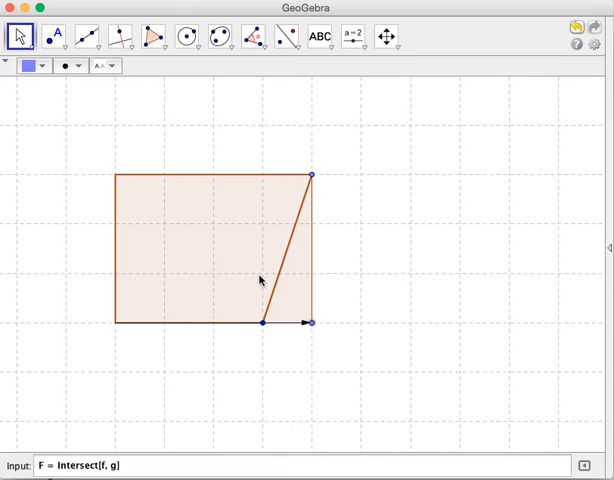 GeoGebra
A
ABC
a=2
AA
Input: F = Intersect[f, g]